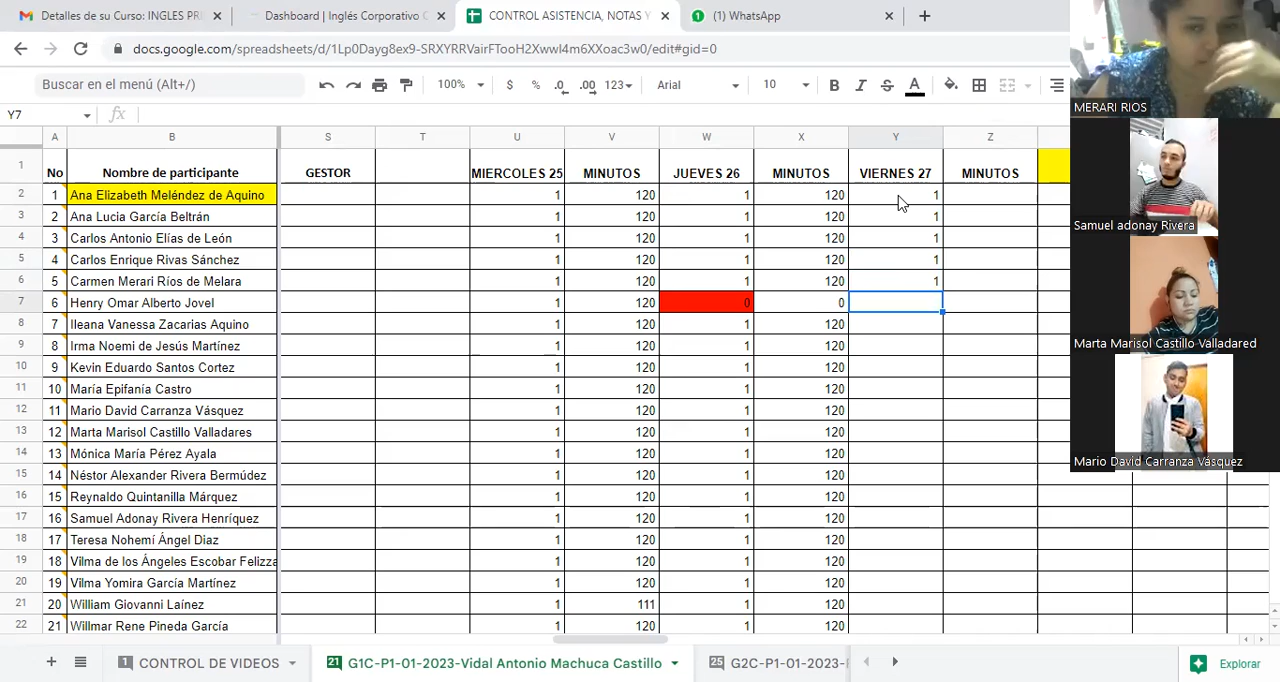 Detalles de su Curso: INGLES PRI
Dashboard | Inglés Corporativo C
CONTROL ASISTENCIA, NOTAS Y
(1) WhatsApp
docs.google.com/spreadsheets/d/1Lp0Dayg8ex9-SRXYRRVairFTooH2XwwI4m6XXoac3w0/edit#gid=0
Buscar en el menú (Alt+/)
100%
$ % .0 .00 123
Arial
10
B I S A
MERARI RIOS
Y7
fx
A B S T U V W X Y Z
1 No Nombre de participante GESTOR MIERCOLES 25 MINUTOS JUEVES 26 MINUTOS VIERNES 27 MINUTOS
2 1 Ana Elizabeth Meléndez de Aquino 1 120 1 120 1
3 2 Ana Lucia García Beltrán 1 120 1 120 1
4 3 Carlos Antonio Elías de León 1 120 1 120 1
5 4 Carlos Enrique Rivas Sánchez 1 120 1 120 1
6 5 Carmen Merari Ríos de Melara 1 120 1 120 1
7 6 Henry Omar Alberto Jovel 1 120 0 0
8 7 Ileana Vanessa Zacarias Aquino 1 120 1 120
9 8 Irma Noemi de Jesús Martínez 1 120 1 120
10 9 Kevin Eduardo Santos Cortez 1 120 1 120
11 10 María Epifanía Castro 1 120 1 120
12 11 Mario David Carranza Vásquez 1 120 1 120
13 12 Marta Marisol Castillo Valladares 1 120 1 120
14 13 Mónica María Pérez Ayala 1 120 1 120
15 14 Néstor Alexander Rivera Bermúdez 1 120 1 120
16 15 Reynaldo Quintanilla Márquez 1 120 1 120
17 16 Samuel Adonay Rivera Henríquez 1 120 1 120
18 17 Teresa Nohemí Ángel Diaz 1 120 1 120
19 18 Vilma de los Ángeles Escobar Felizza 1 120 1 120
20 19 Vilma Yomira García Martínez 1 120 1 120
21 20 William Giovanni Laínez 1 111 1 120
22 21 Willmar Rene Pineda García 1 120 1 120
Samuel adonay Rivera
Marta Marisol Castillo Valladared
Mario David Carranza Vásquez
1 CONTROL DE VIDEOS
21 G1C-P1-01-2023-Vidal Antonio Machuca Castillo
25 G2C-P1-01-2023-
Explorar